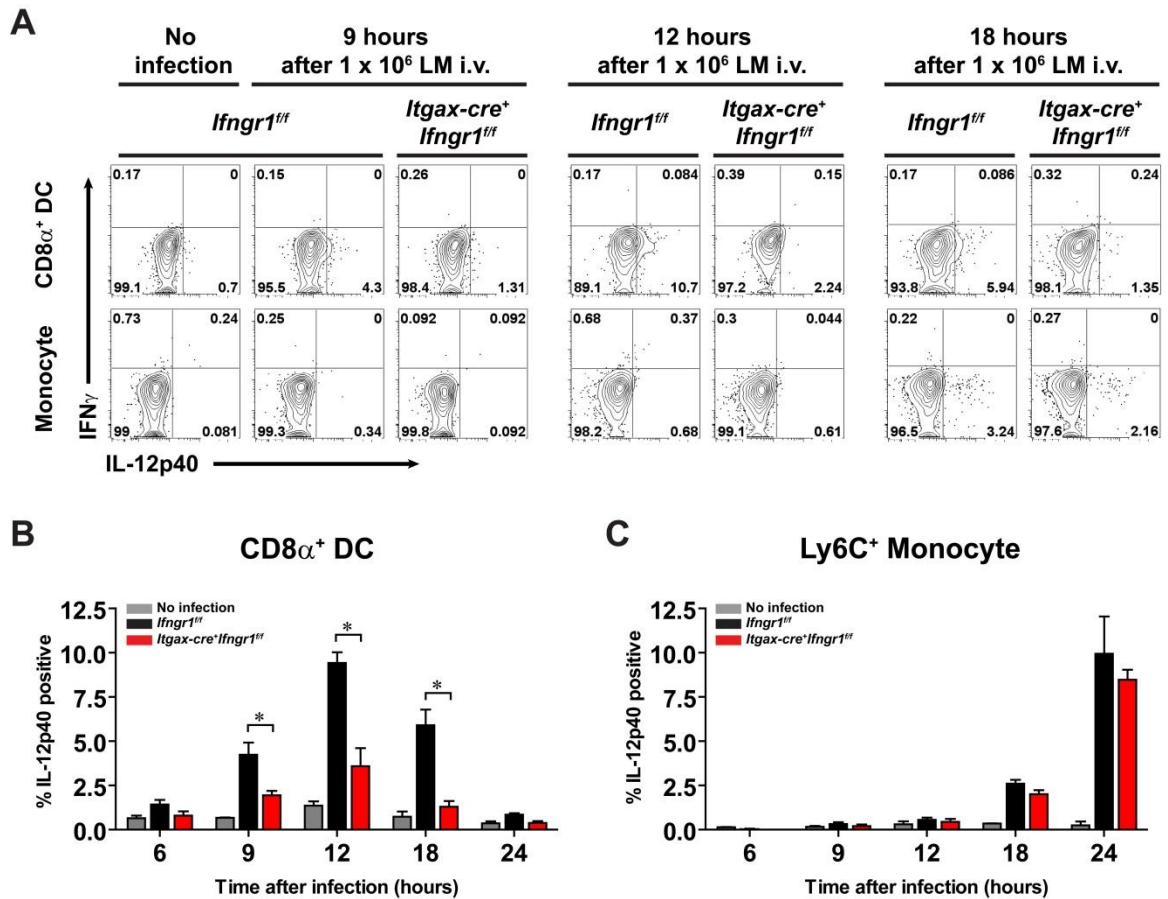 A
No infection
9 hours after 1 x 10⁶ LM i.v.
12 hours after 1 x 10⁶ LM i.v.
18 hours after 1 x 10⁶ LM i.v.
Ifngr1f/f
Itgax-cre⁺ Ifngr1f/f
Ifngr1f/f
Itgax-cre⁺ Ifngr1f/f
Ifngr1f/f
Itgax-cre⁺ Ifngr1f/f
CD8α⁺ DC
0.17 0 0.15 0 0.26 0 0.17 0.084 0.39 0.15 0.17 0.086 0.32 0.24
99.1 0.7 95.5 4.3 98.4 1.31 89.1 10.7 97.2 2.24 93.8 5.94 98.1 1.35
Monocyte
0.73 0.24 0.25 0 0.092 0.092 0.68 0.37 0.3 0.044 0.22 0 0.27 0
99 0.081 99.3 0.34 99.8 0.092 98.2 0.68 99.1 0.61 96.5 3.24 97.6 2.16
IFNγ
IL-12p40
B
CD8α⁺ DC
No infection
Ifngr1f/f
Itgax-cre⁺Ifngr1f/f
% IL-12p40 positive
12.5
10.0
7.5
5.0
2.5
0.0
* * *
6 9 12 18 24
Time after infection (hours)
C
Ly6C⁺ Monocyte
No infection
Ifngr1f/f
Itgax-cre⁺Ifngr1f/f
% IL-12p40 positive
12.5
10.0
7.5
5.0
2.5
0.0
6 9 12 18 24
Time after infection (hours)